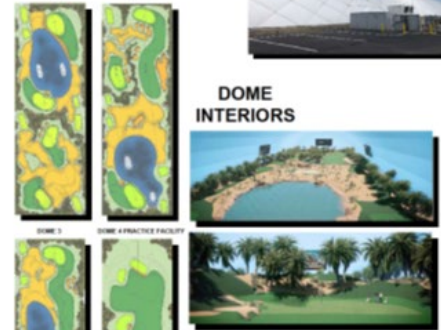 DOME
INTERIORS
DOME 3
DOME 4 PRACTICE FACILITY